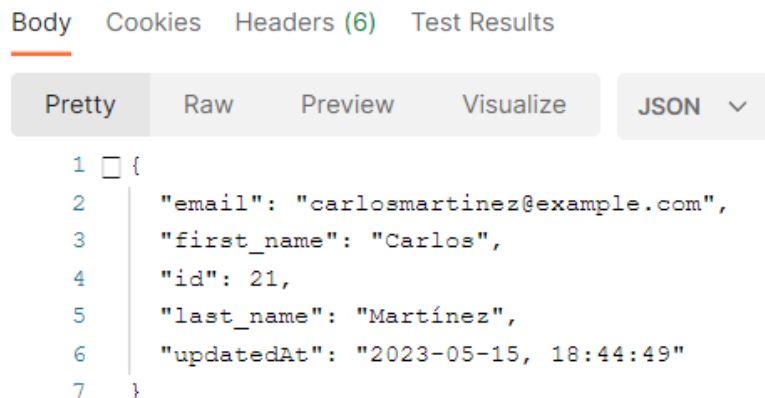 Body Cookies Headers (6) Test Results
Pretty Raw Preview Visualize JSON
1 {
2 "email": "carlosmartinez@example.com",
3 "first_name": "Carlos",
4 "id": 21,
5 "last_name": "Martínez",
6 "updatedAt": "2023-05-15, 18:44:49"
7 }